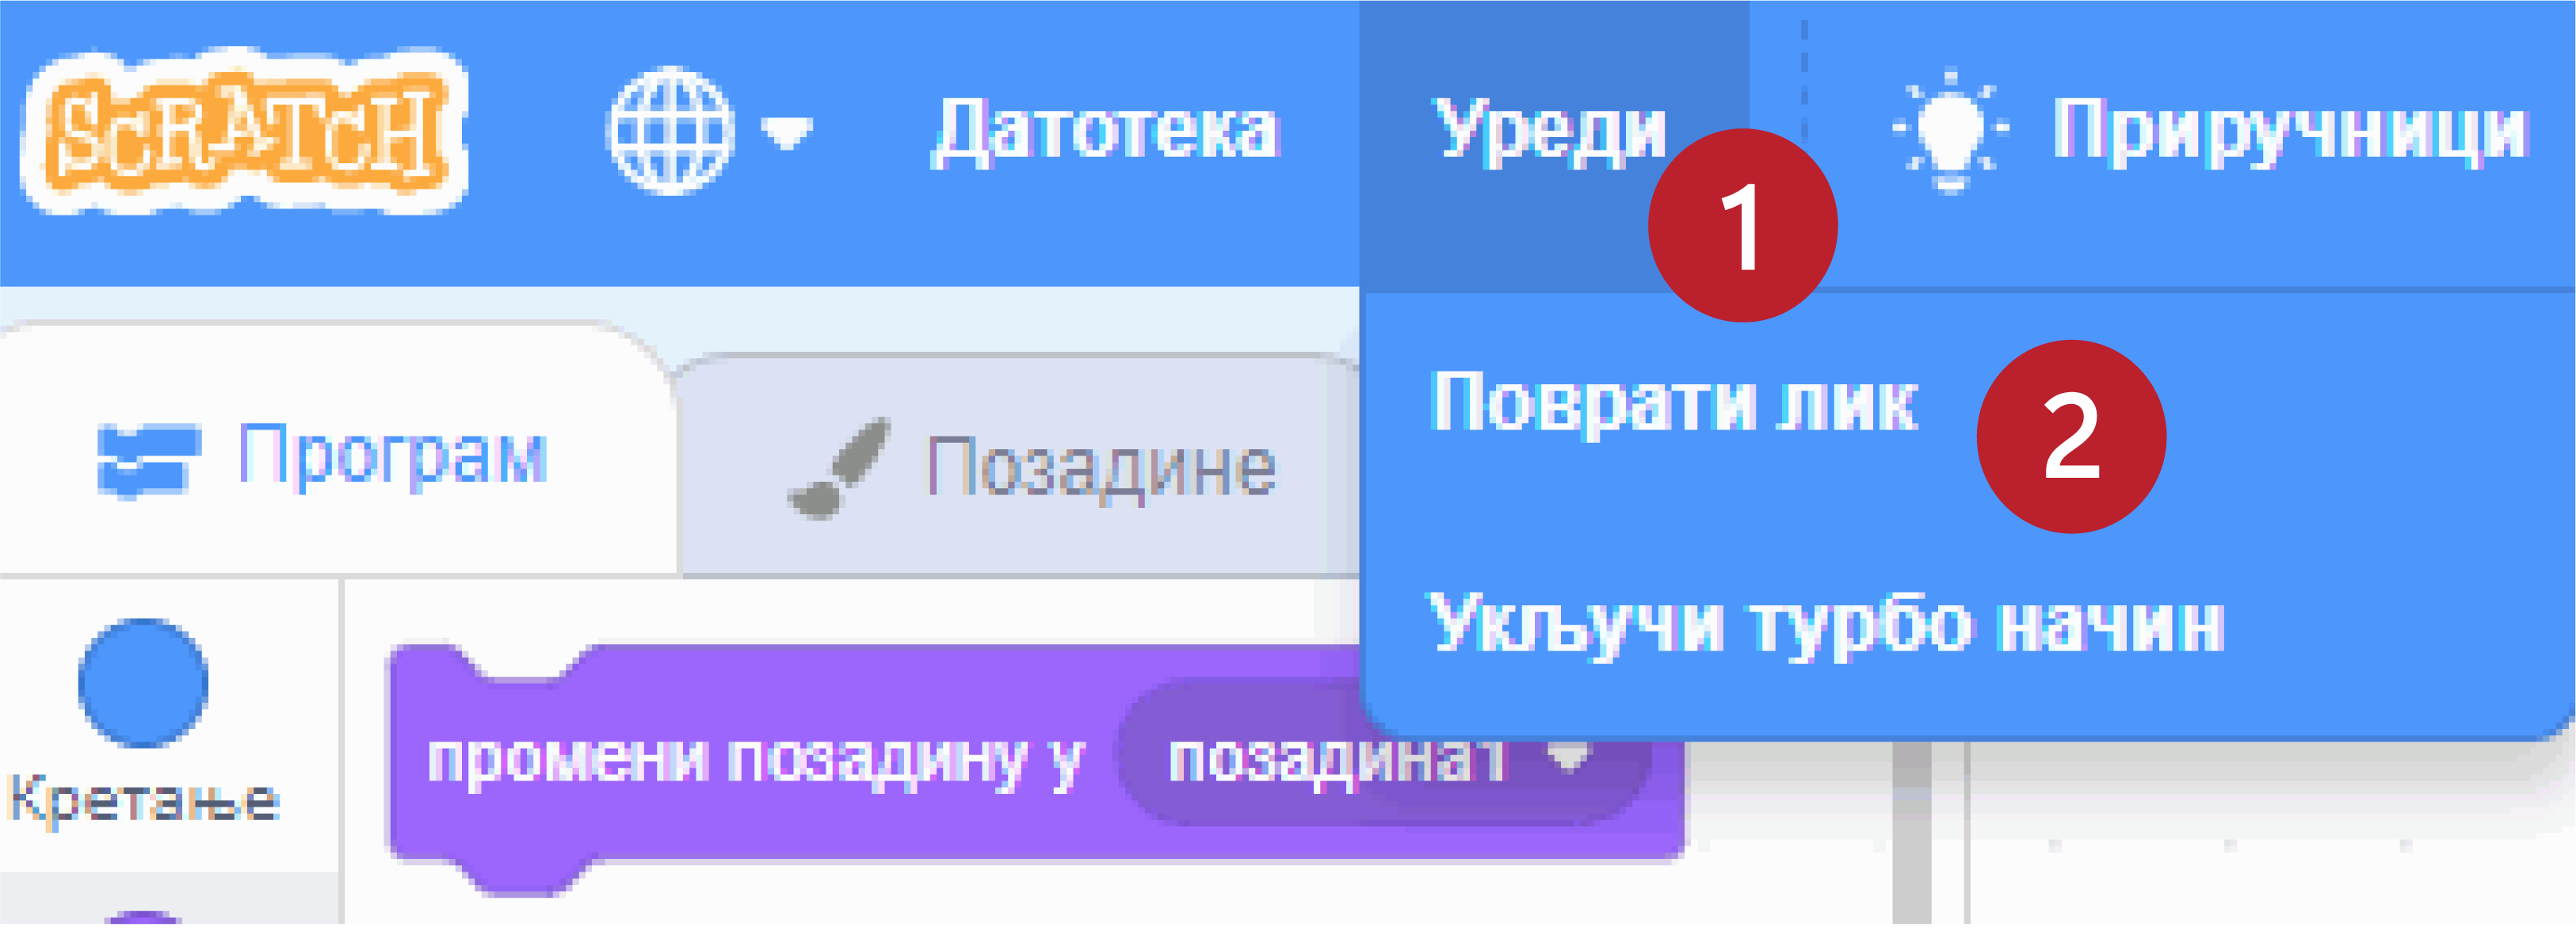 SCRATCH Датотека Уреди Приручници
1
Поврати лик
2
Програм Позадине
Укључи турбо начин
промени позадину у позадина1
Кретање